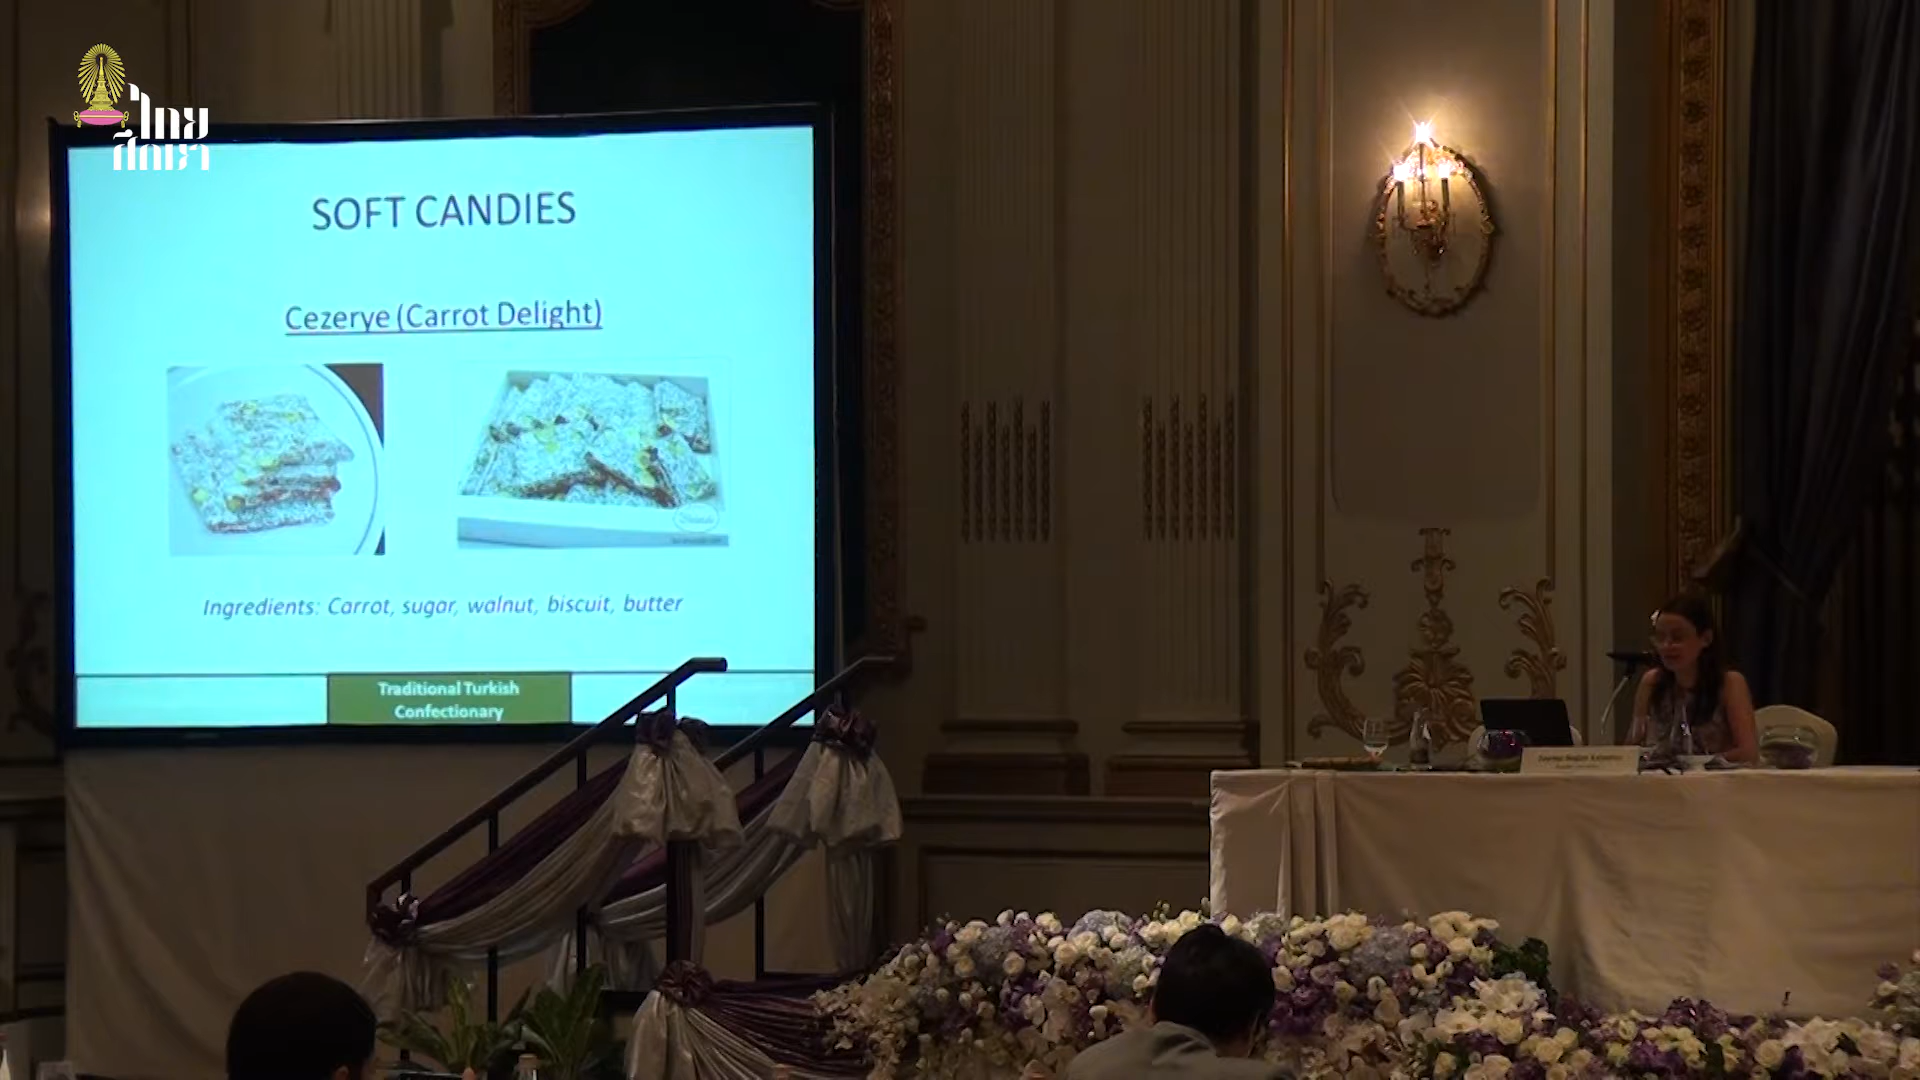 ไทย
ศึกษา
SOFT CANDIES
Cezerye (Carrot Delight)
Ingredients: Carrot, sugar, walnut, biscuit, butter
Traditional Turkish
Confectionary